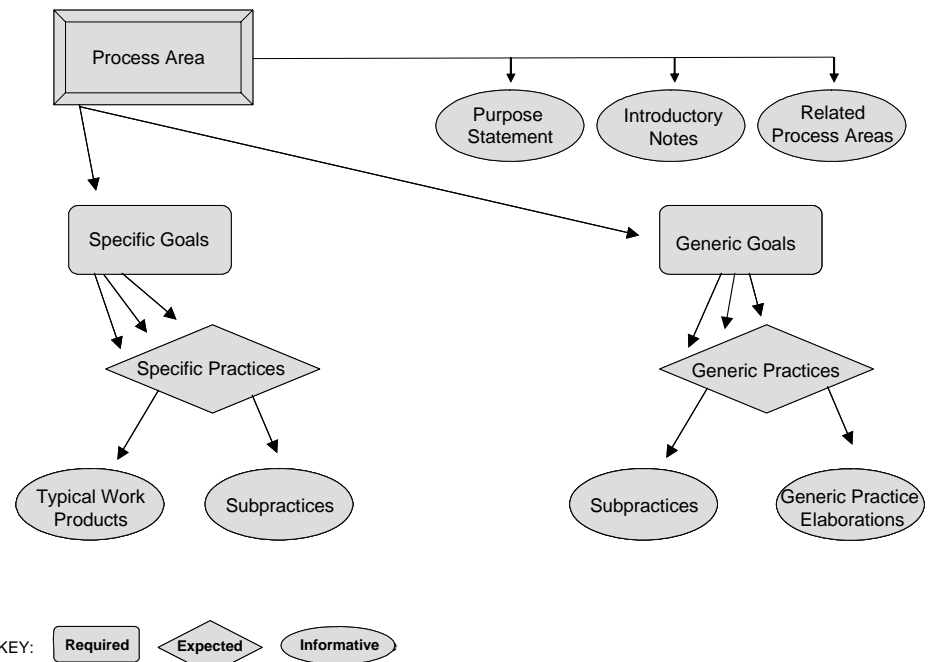 Process Area
Purpose
Statement
Introductory
Notes
Related
Process Areas
Specific Goals
Generic Goals
Specific Practices
Generic Practices
Typical Work
Products
Subpractices
Subpractices
Generic Practice
Elaborations
KEY: Required Expected Informative